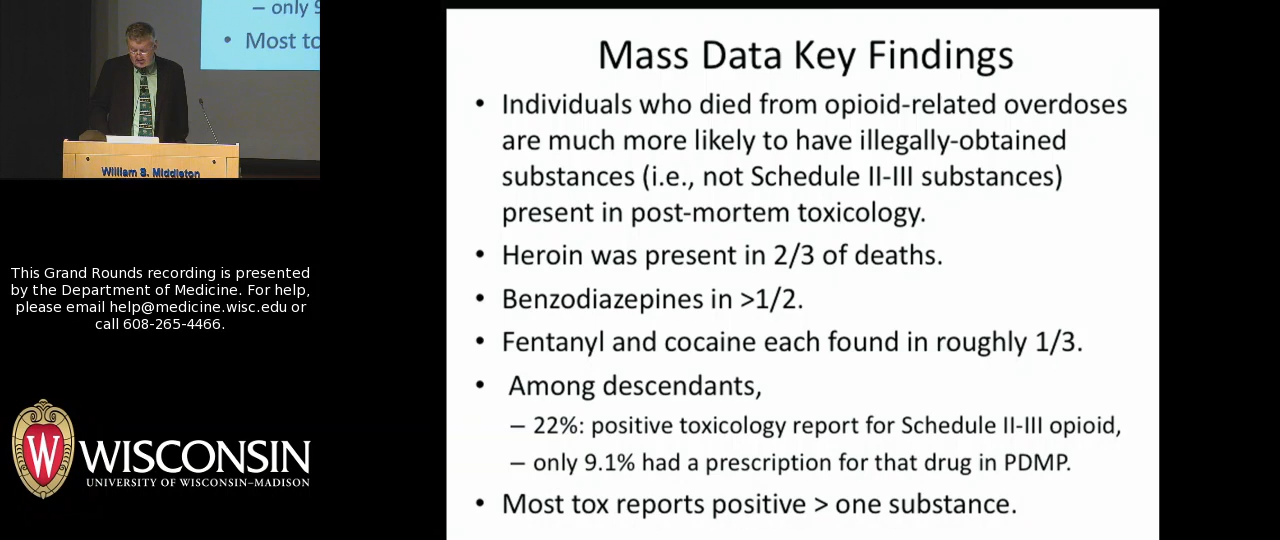 – only 9
• Most to
William S. Middleton
This Grand Rounds recording is presented
by the Department of Medicine. For help,
please email help@medicine.wisc.edu or
call 608-265-4466.
W
WISCONSIN
UNIVERSITY OF WISCONSIN–MADISON
Mass Data Key Findings
• Individuals who died from opioid-related overdoses
are much more likely to have illegally-obtained
substances (i.e., not Schedule II-III substances)
present in post-mortem toxicology.
• Heroin was present in 2/3 of deaths.
• Benzodiazepines in >1/2.
• Fentanyl and cocaine each found in roughly 1/3.
• Among descendants,
– 22%: positive toxicology report for Schedule II-III opioid,
– only 9.1% had a prescription for that drug in PDMP.
• Most tox reports positive > one substance.